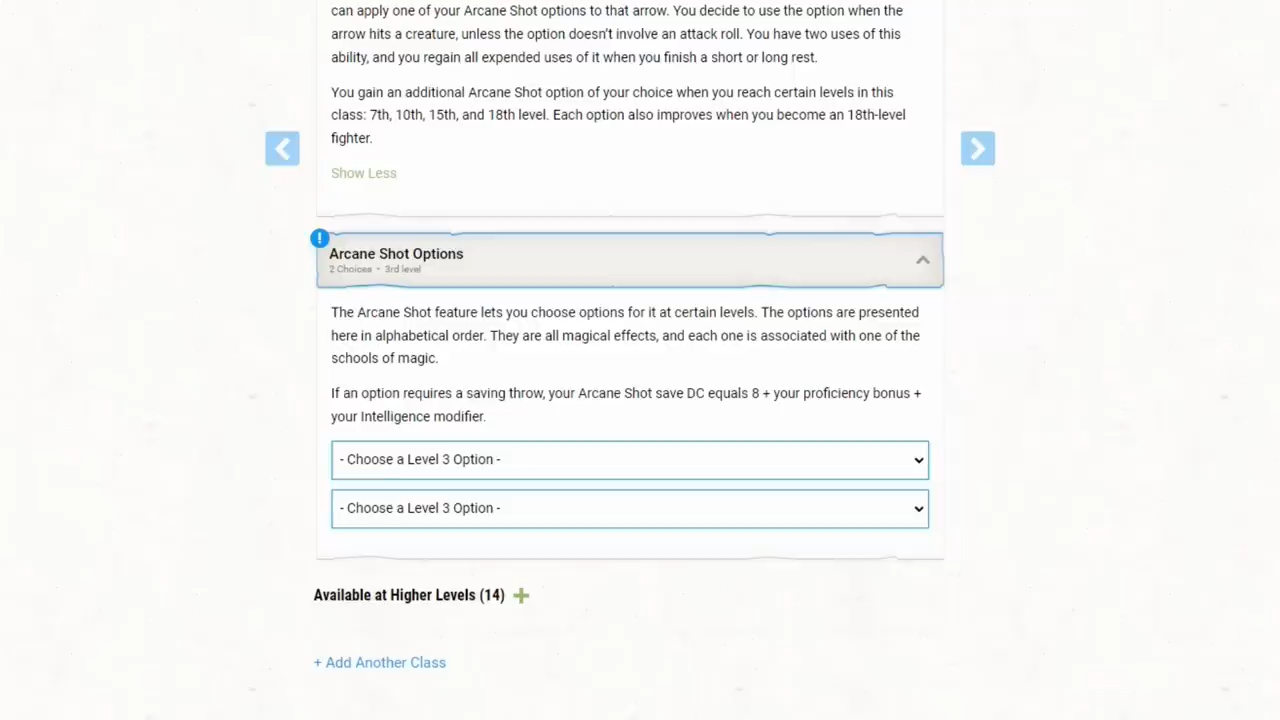 can apply one of your Arcane Shot options to that arrow. You decide to use the option when the
arrow hits a creature, unless the option doesn’t involve an attack roll. You have two uses of this
ability, and you regain all expended uses of it when you finish a short or long rest.
You gain an additional Arcane Shot option of your choice when you reach certain levels in this
class: 7th, 10th, 15th, and 18th level. Each option also improves when you become an 18th-level
fighter.
Show Less
Arcane Shot Options
2 Choices • 3rd level
The Arcane Shot feature lets you choose options for it at certain levels. The options are presented
here in alphabetical order. They are all magical effects, and each one is associated with one of the
schools of magic.
If an option requires a saving throw, your Arcane Shot save DC equals 8 + your proficiency bonus +
your Intelligence modifier.
- Choose a Level 3 Option -
- Choose a Level 3 Option -
Available at Higher Levels (14)
+ Add Another Class